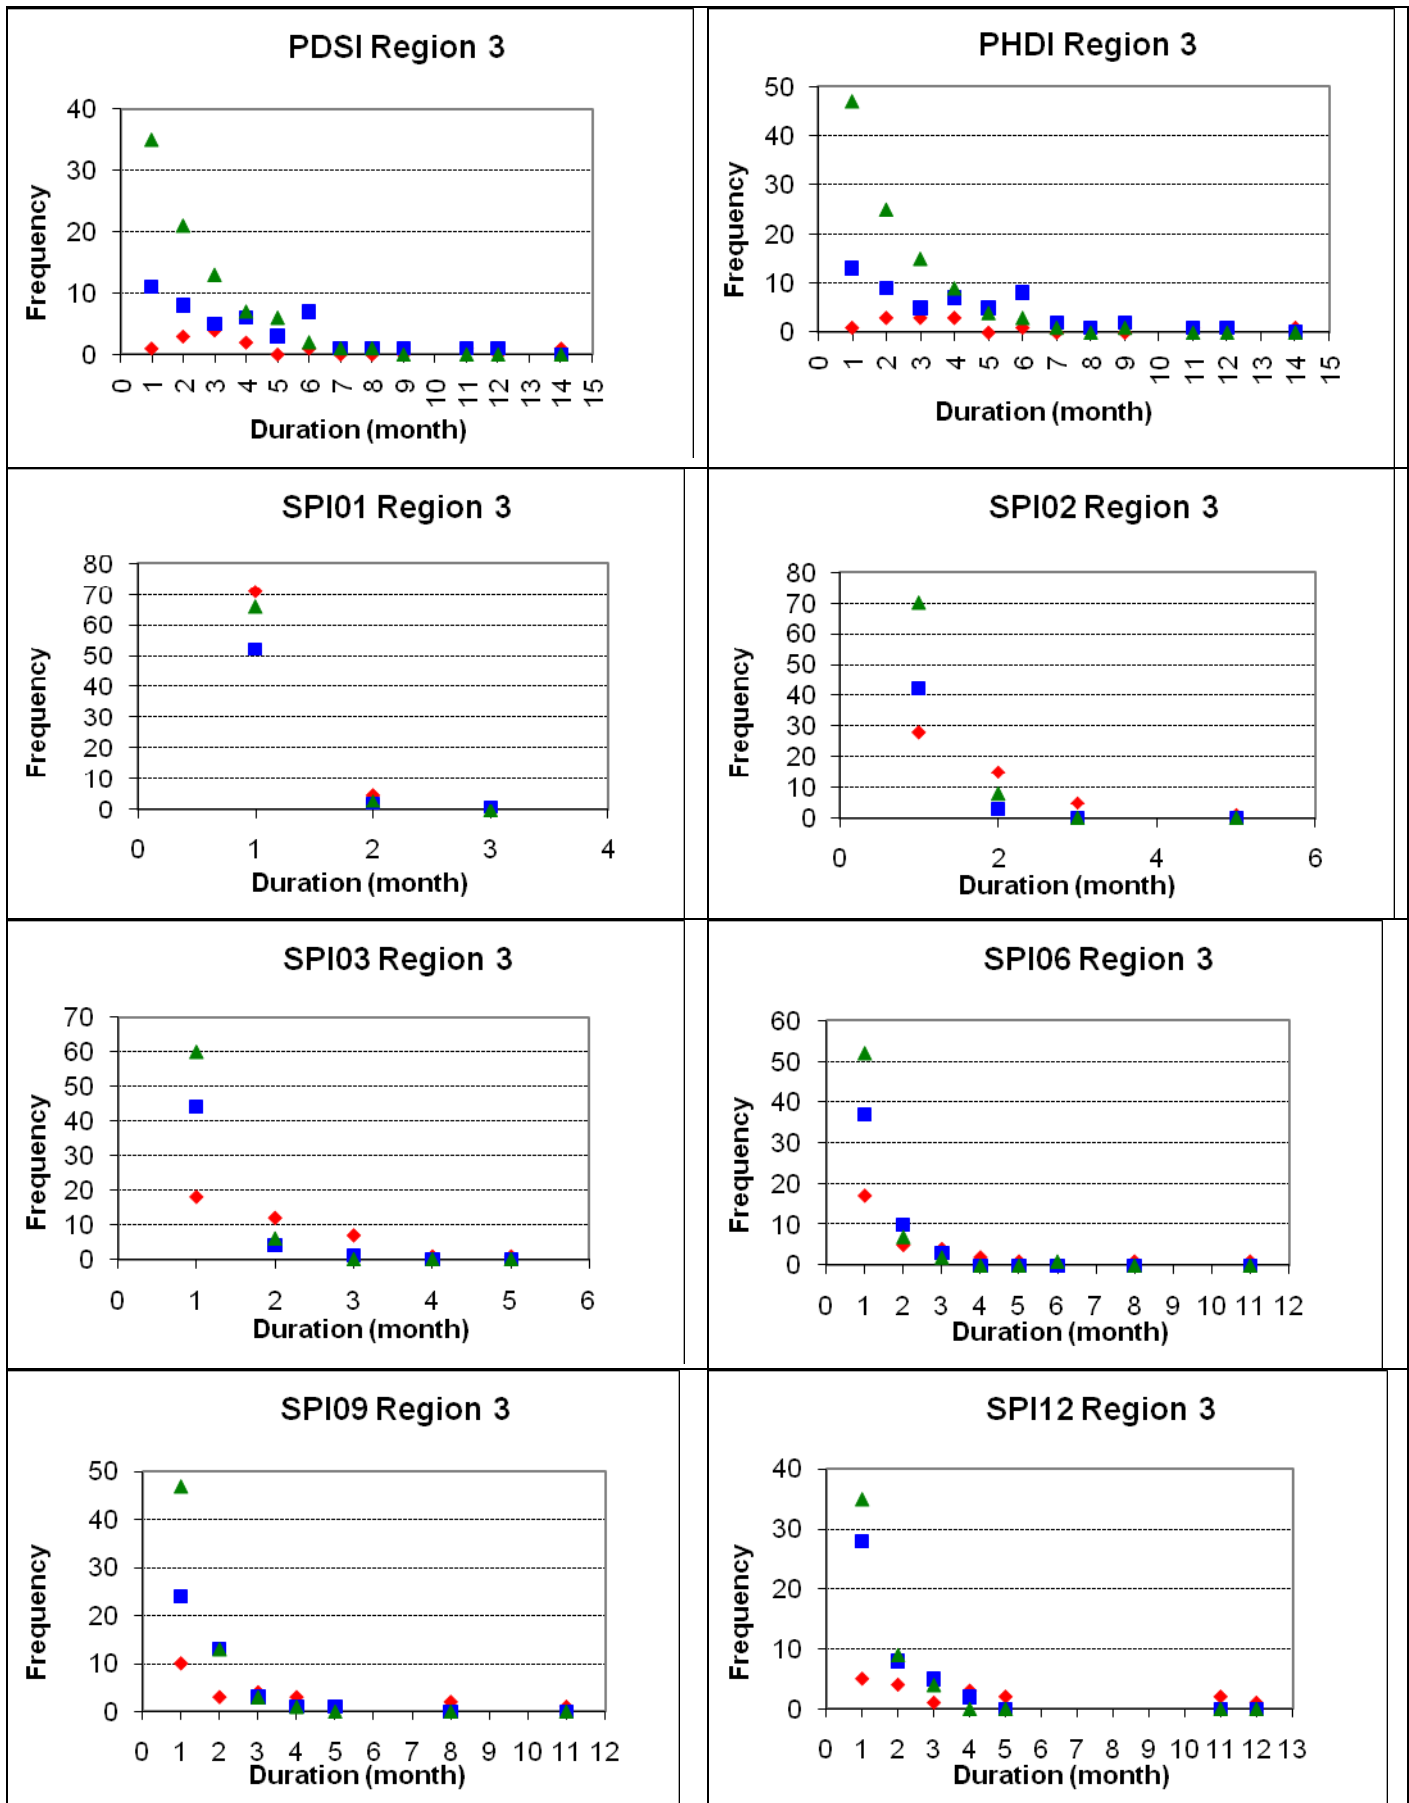 PDSI Region 3
40
30
20
10
0
Frequency
0 1 2 3 4 5 6 7 8 9 10 11 12 13 14 15
Duration (month)
PHDI Region 3
50
40
30
20
10
0
Frequency
0 1 2 3 4 5 6 7 8 9 10 11 12 13 14 15
Duration (month)
SPI01 Region 3
80
70
60
50
40
30
20
10
0
Frequency
0 1 2 3 4
Duration (month)
SPI02 Region 3
80
70
60
50
40
30
20
10
0
Frequency
0 2 4 6
Duration (month)
SPI03 Region 3
70
60
50
40
30
20
10
0
Frequency
0 1 2 3 4 5 6
Duration (month)
SPI06 Region 3
60
50
40
30
20
10
0
Frequency
0 1 2 3 4 5 6 7 8 9 10 11 12
Duration (month)
SPI09 Region 3
50
40
30
20
10
0
Frequency
0 1 2 3 4 5 6 7 8 9 10 11 12
Duration (month)
SPI12 Region 3
40
30
20
10
0
Frequency
0 1 2 3 4 5 6 7 8 9 10 11 12 13
Duration (month)